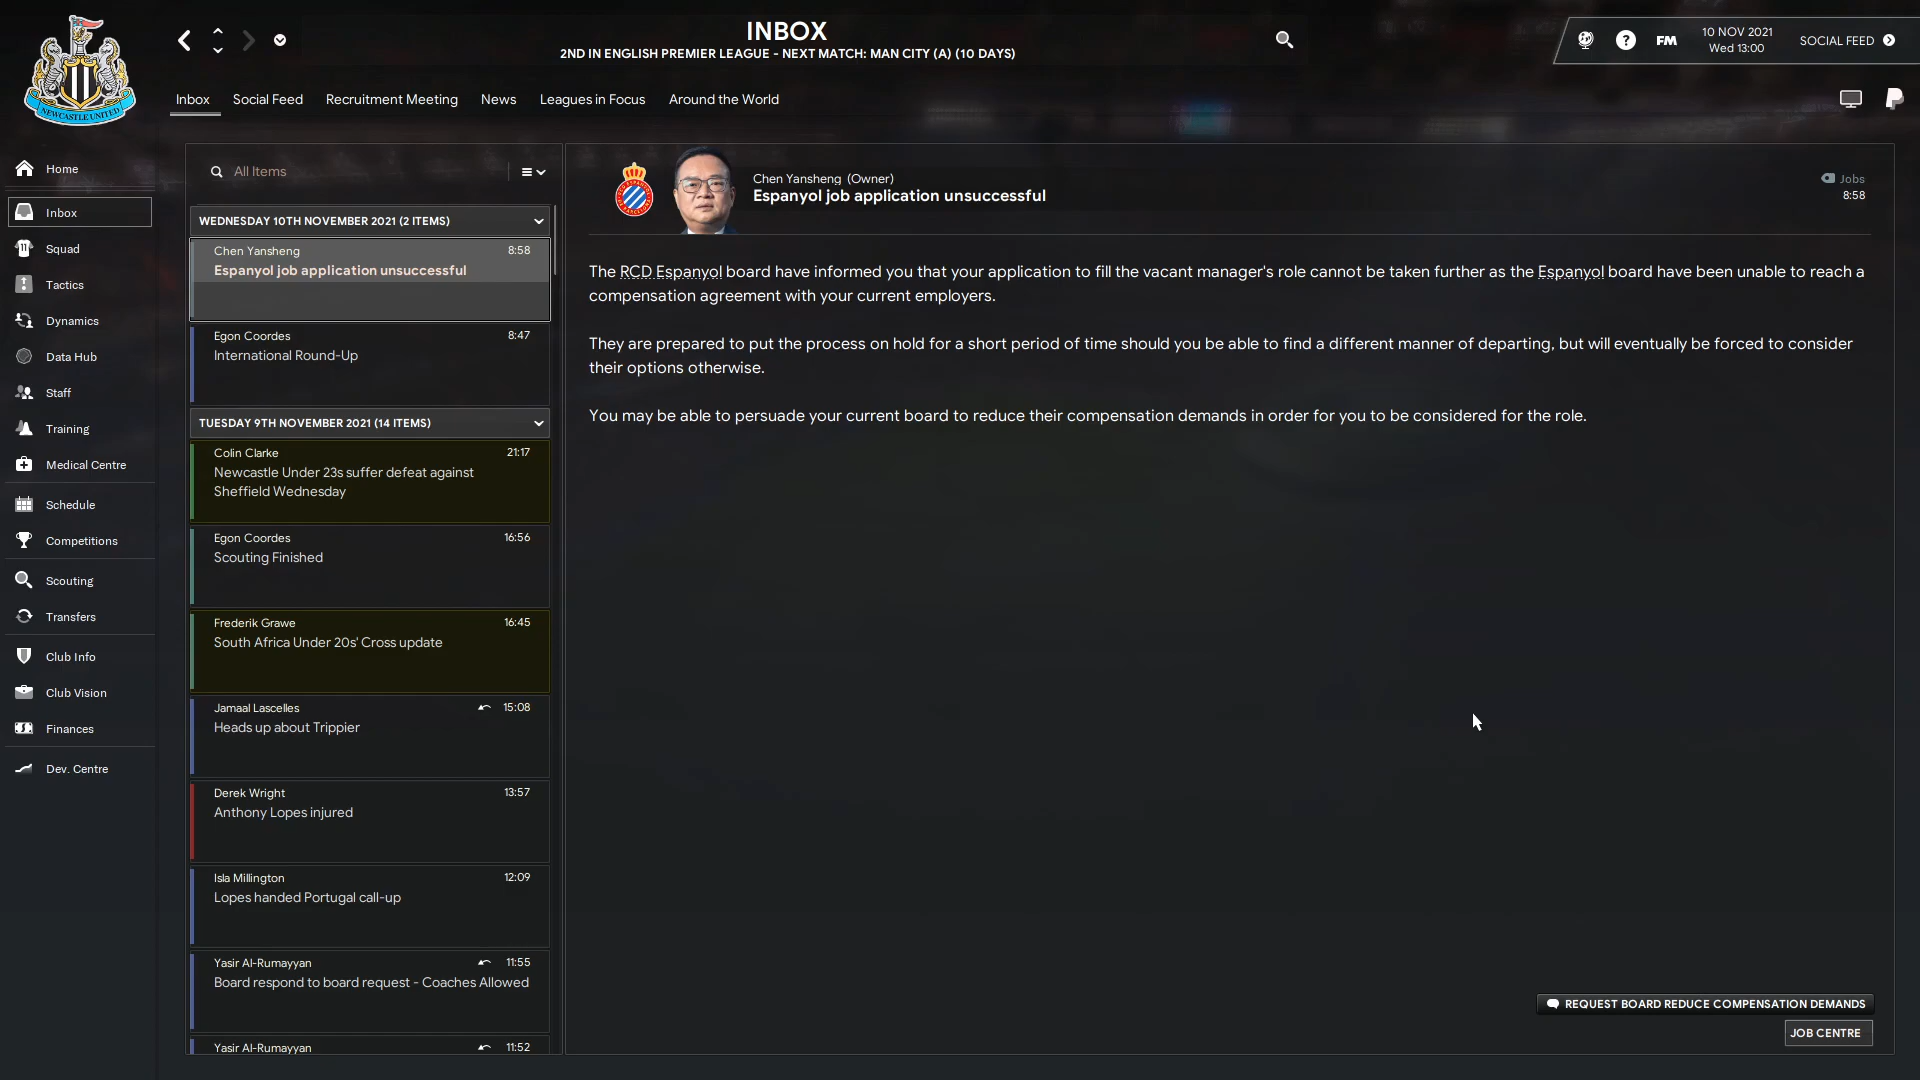 INBOX
2ND IN ENGLISH PREMIER LEAGUE - NEXT MATCH: MAN CITY (A) (10 DAYS)
FM
10 NOV 2021
Wed 13:00
SOCIAL FEED
NEWCASTLE UNITED
Inbox
Social Feed
Recruitment Meeting
News
Leagues in Focus
Around the World
Home
Inbox
Squad
Tactics
Dynamics
Data Hub
Staff
Training
Medical Centre
Schedule
Competitions
Scouting
Transfers
Club Info
Club Vision
Finances
Dev. Centre
All Items
WEDNESDAY 10TH NOVEMBER 2021 (2 ITEMS)
Chen Yansheng 8:58
Espanyol job application unsuccessful
Egon Coordes 8:47
International Round-Up
TUESDAY 9TH NOVEMBER 2021 (14 ITEMS)
Colin Clarke 21:17
Newcastle Under 23s suffer defeat against
Sheffield Wednesday
Egon Coordes 16:56
Scouting Finished
Frederik Grawe 16:45
South Africa Under 20s' Cross update
Jamaal Lascelles 15:08
Heads up about Trippier
Derek Wright 13:57
Anthony Lopes injured
Isla Millington 12:09
Lopes handed Portugal call-up
Yasir Al-Rumayyan 11:55
Board respond to board request - Coaches Allowed
Yasir Al-Rumayyan 11:52
Chen Yansheng (Owner)
Espanyol job application unsuccessful
Jobs
8:58
The RCD Espanyol board have informed you that your application to fill the vacant manager's role cannot be taken further as the Espanyol board have been unable to reach a
compensation agreement with your current employers.
They are prepared to put the process on hold for a short period of time should you be able to find a different manner of departing, but will eventually be forced to consider
their options otherwise.
You may be able to persuade your current board to reduce their compensation demands in order for you to be considered for the role.
REQUEST BOARD REDUCE COMPENSATION DEMANDS
JOB CENTRE